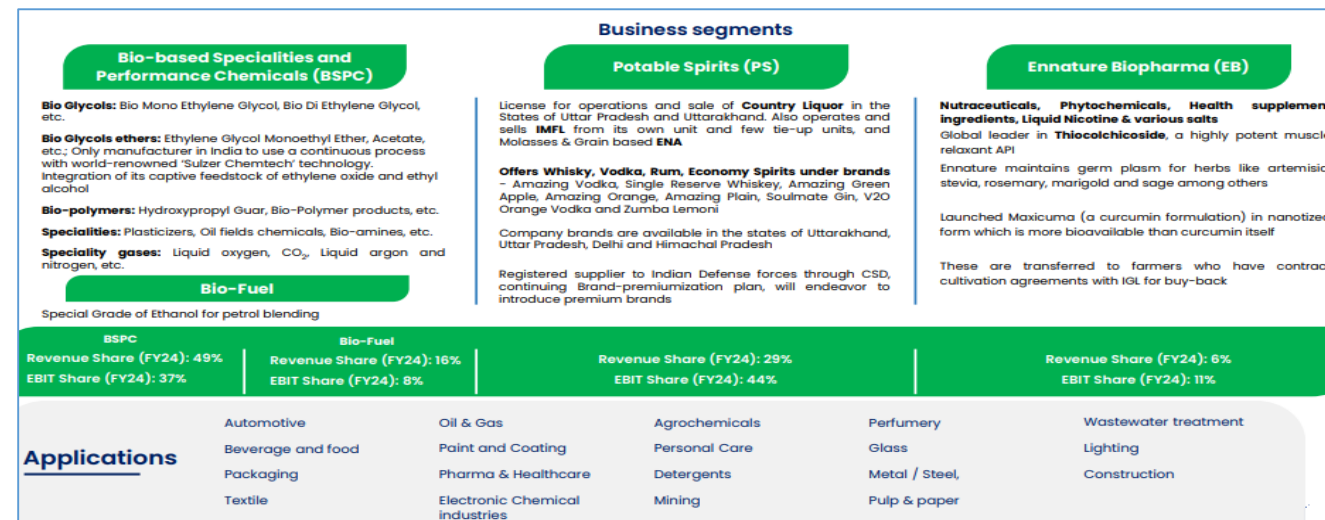 Business segments
Bio-based Specialities and
Performance Chemicals (BSPC)
Bio Glycols: Bio Mono Ethylene Glycol, Bio Di Ethylene Glycol,
etc.
Bio Glycols ethers: Ethylene Glycol Monoethyl Ether, Acetate,
etc.; Only manufacturer in India to use a continuous process
with world-renowned ‘Sulzer Chemtech’ technology.
Integration of its captive feedstock of ethylene oxide and ethyl
alcohol
Bio-polymers: Hydroxypropyl Guar, Bio-Polymer products, etc.
Specialities: Plasticizers, Oil fields chemicals, Bio-amines, etc.
Speciality gases: Liquid oxygen, CO₂, Liquid argon and
nitrogen, etc.
Bio-Fuel
Special Grade of Ethanol for petrol blending
Potable Spirits (PS)
License for operations and sale of Country Liquor in the
States of Uttar Pradesh and Uttarakhand. Also operates and
sells IMFL from its own unit and few tie-up units, and
Molasses & Grain based ENA
Offers Whisky, Vodka, Rum, Economy Spirits under brands
- Amazing Vodka, Single Reserve Whiskey, Amazing Green
Apple, Amazing Orange, Amazing Plain, Soulmate Gin, V2O
Orange Vodka and Zumba Lemoni
Company brands are available in the states of Uttarakhand,
Uttar Pradesh, Delhi and Himachal Pradesh
Registered supplier to Indian Defense forces through CSD,
continuing Brand-premiumization plan, will endeavor to
introduce premium brands
Ennature Biopharma (EB)
Nutraceuticals, Phytochemicals, Health supplemen
ingredients, Liquid Nicotine & various salts
Global leader in Thiocolchicoside, a highly potent muscl
relaxant API
Ennature maintains germ plasm for herbs like artemisic
stevia, rosemary, marigold and sage among others
Launched Maxicuma (a curcumin formulation) in nanotized
form which is more bioavailable than curcumin itself
These are transferred to farmers who have contrac
cultivation agreements with IGL for buy-back
BSPC
Revenue Share (FY24): 49%
EBIT Share (FY24): 37%
Bio-Fuel
Revenue Share (FY24): 16%
EBIT Share (FY24): 8%
Revenue Share (FY24): 29%
EBIT Share (FY24): 44%
Revenue Share (FY24): 6%
EBIT Share (FY24): 11%
Applications
Automotive
Beverage and food
Packaging
Textile
Oil & Gas
Paint and Coating
Pharma & Healthcare
Electronic Chemical
industries
Agrochemicals
Personal Care
Detergents
Mining
Perfumery
Glass
Metal / Steel,
Pulp & paper
Wastewater treatment
Lighting
Construction